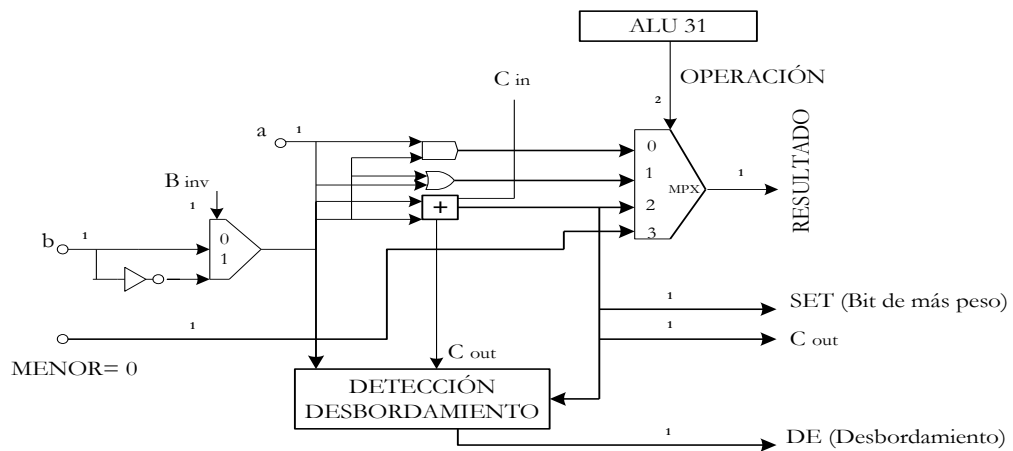 ALU 31
OPERACIÓN
C in
2
a
1
0
1
2
3
MPX
1
RESULTADO
B inv
1
b
1
0
1
+
1
SET (Bit de más peso)
1
C out
1
MENOR= 0
C out
DETECCIÓN
DESBORDAMIENTO
1
DE (Desbordamiento)